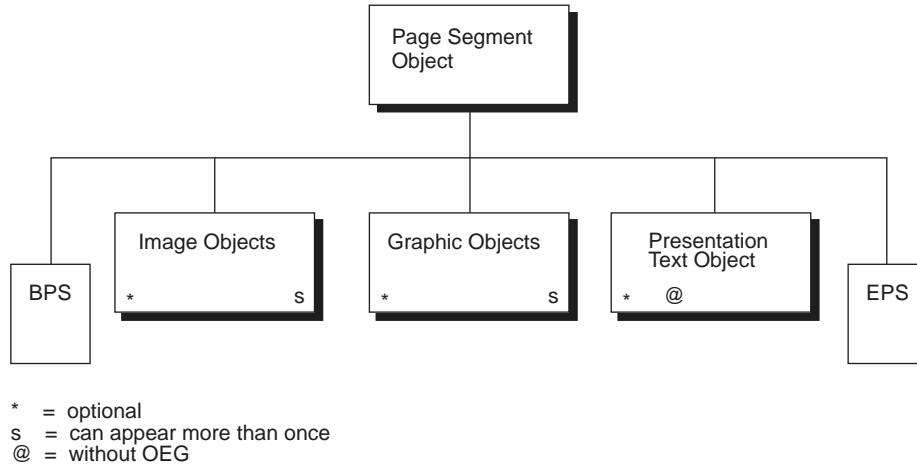 Page Segment
Object
Image Objects
* s
Graphic Objects
* s
Presentation
Text Object
* @
BPS
EPS
* = optional
s = can appear more than once
@ = without OEG